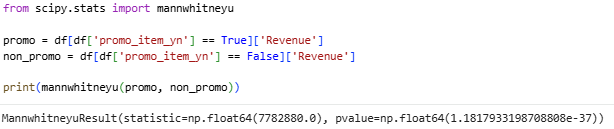 from scipy.stats import mannwhitneyu
promo = df[df['promo_item_yn'] == True]['Revenue']
non_promo = df[df['promo_item_yn'] == False]['Revenue']
print(mannwhitneyu(promo, non_promo))
MannwhitneyuResult(statistic=np.float64(7782880.0), pvalue=np.float64(1.1817933198708808e-37))